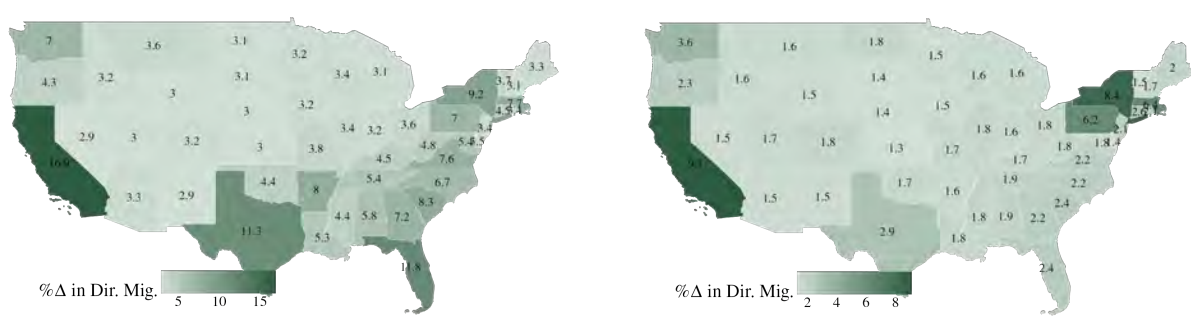 7 3.6 3.1 3.2 3.4 3.1 9.2 3.7 3.1 3.3
4.3 3.2 3 3.1 3.2 7
2.9 3 3.2 3 3.4 3.2 3.6 4.8 3.4
3 3.8 4.5 7.6
3.3 2.9 4.4 8 5.4 6.7
11.3 5.3 4.4 5.8 7.2 8.3
11.8
%Δ in Dir. Mig.
5 10 15
3.6 1.6 1.8 1.5 1.6 1.6 8.4 2
2.3 1.6 1.5 1.4 1.5 6.2
1.5 1.7 1.8 1.4 1.8 1.6 1.8 1.8
1.3 1.7 1.7 2.2
1.5 1.5 1.7 1.6 1.9 2.2
2.9 1.8 1.8 1.9 2.2 2.4
2.4
%Δ in Dir. Mig.
2 4 6 8